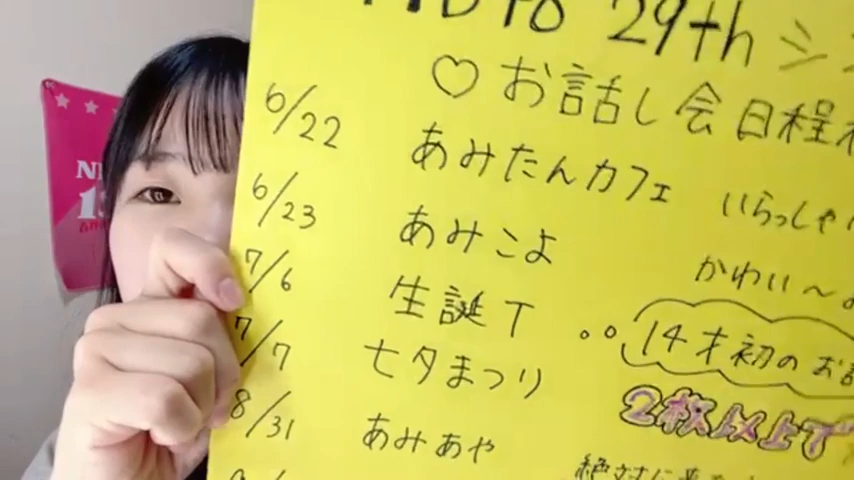 29th シン
♡お話し会日程
6/22 あみたんカフェ いらっしゃ
6/23 あみこよ
かわい〜
7/6 生誕T
14才初のお
7/7 七夕まつり
2枚以上で
8/31 あみあや
絶対に